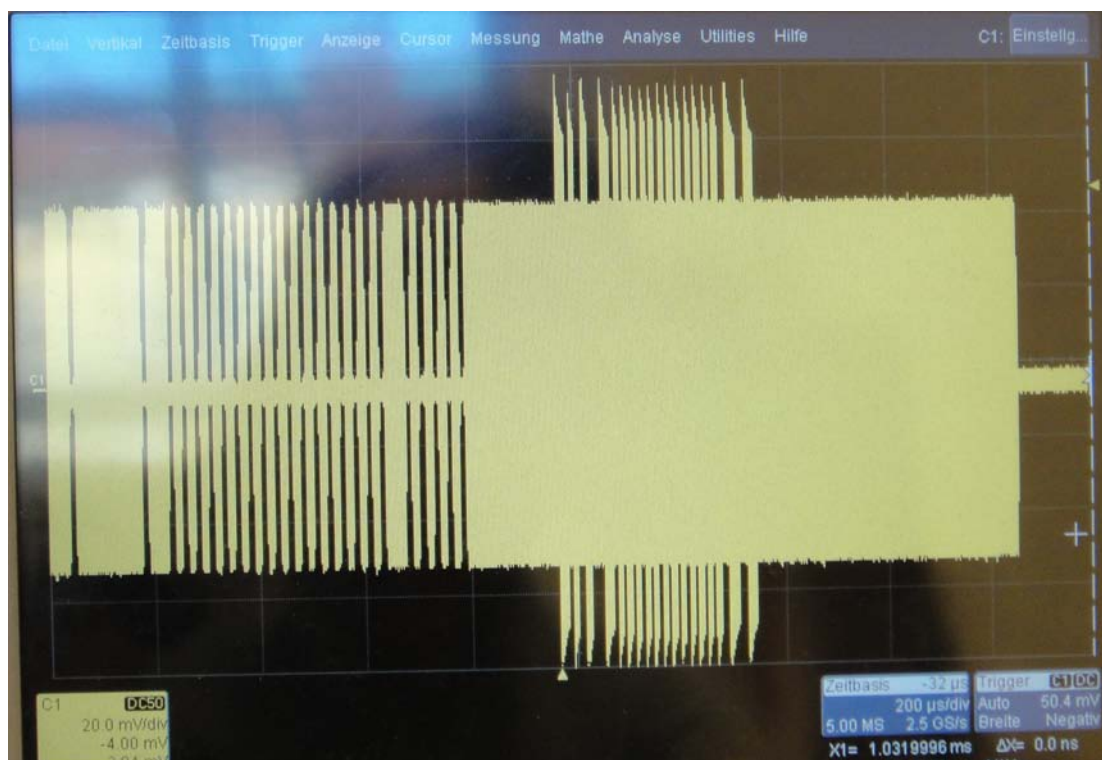 Datei Vertikal Zeitbasis Trigger Anzeige Cursor Messung Mathe Analyse Utilities Hilfe C1: Einstellg...
C1
C1 DC50
20.0 mV/div
-4.00 mV
Zeitbasis -32 µs
200 µs/div
5.00 MS 2.5 GS/s
Trigger C1 DC
Auto 50.4 mV
Breite Negativ
X1= 1.0319996 ms ΔX= 0.0 ns